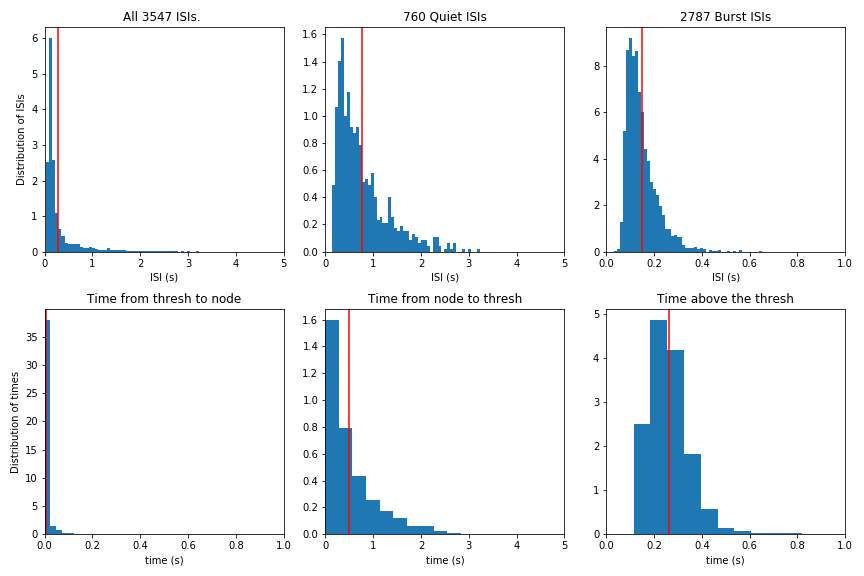 All 3547 ISIs.
760 Quiet ISIs
2787 Burst ISIs
Distribution of ISIs
6
5
4
3
2
1
0
0 1 2 3 4 5
ISI (s)
1.6
1.4
1.2
1.0
0.8
0.6
0.4
0.2
0.0
0 1 2 3 4 5
ISI (s)
8
6
4
2
0
0.0 0.2 0.4 0.6 0.8 1.0
ISI (s)
Time from thresh to node
Time from node to thresh
Time above the thresh
Distribution of times
35
30
25
20
15
10
5
0
0.0 0.2 0.4 0.6 0.8 1.0
time (s)
1.6
1.4
1.2
1.0
0.8
0.6
0.4
0.2
0.0
0 1 2 3 4 5
time (s)
5
4
3
2
1
0
0.0 0.2 0.4 0.6 0.8 1.0
time (s)